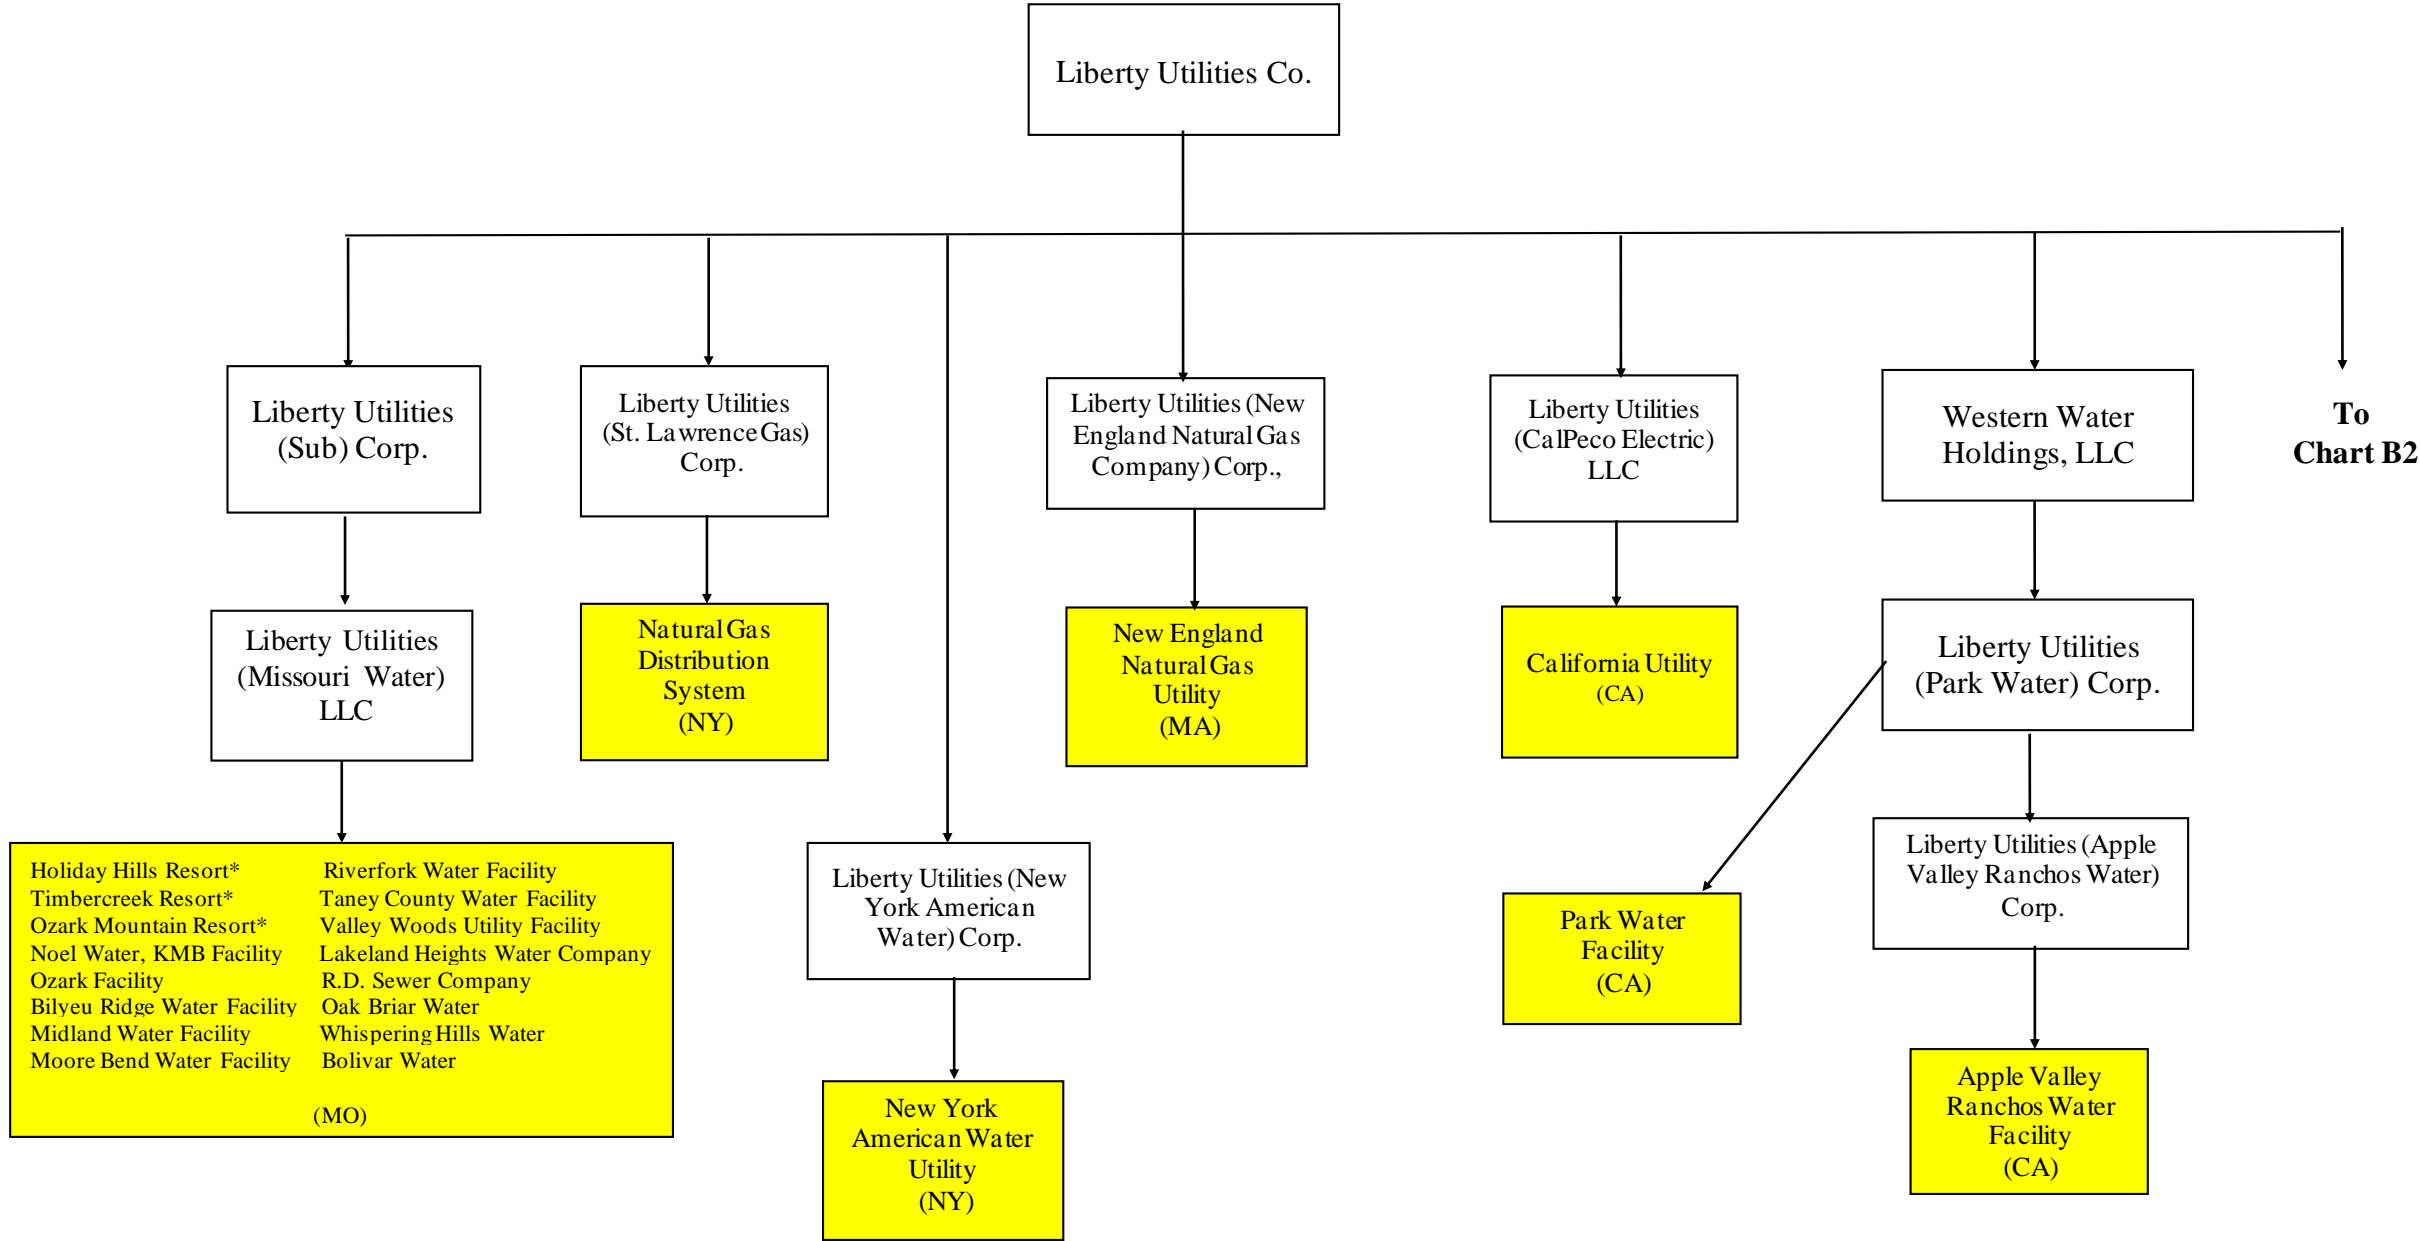 Liberty Utilities Co.
Liberty Utilities
(Sub) Corp.
Liberty Utilities
(St. Lawrence Gas)
Corp.
Liberty Utilities (New
England Natural Gas
Company) Corp.,
Liberty Utilities
(CalPeco Electric)
LLC
Western Water
Holdings, LLC
To
Chart B2
Liberty Utilities
(Missouri Water)
LLC
Natural Gas
Distribution
System
(NY)
New England
Natural Gas
Utility
(MA)
California Utility
(CA)
Liberty Utilities
(Park Water) Corp.
Holiday Hills Resort*
Timbercreek Resort*
Ozark Mountain Resort*
Noel Water, KMB Facility
Ozark Facility
Bilyeu Ridge Water Facility
Midland Water Facility
Moore Bend Water Facility
Riverfork Water Facility
Taney County Water Facility
Valley Woods Utility Facility
Lakeland Heights Water Company
R.D. Sewer Company
Oak Briar Water
Whispering Hills Water
Bolivar Water
(MO)
Liberty Utilities (New
York American
Water) Corp.
Park Water
Facility
(CA)
Liberty Utilities (Apple
Valley Ranchos Water)
Corp.
New York
American Water
Utility
(NY)
Apple Valley
Ranchos Water
Facility
(CA)